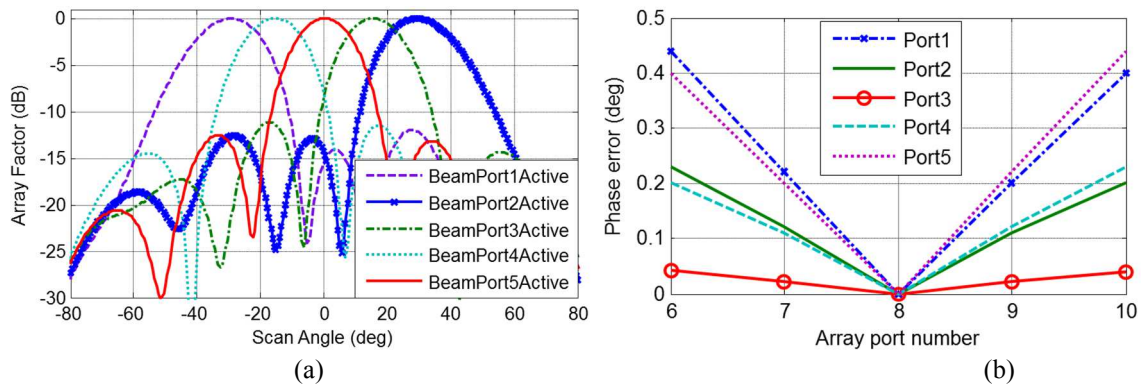 0
-5
-10
-15
-20
-25
-30
Array Factor (dB)
-80 -60 -40 -20 0 20 40 60 80
Scan Angle (deg)
BeamPort1Active
BeamPort2Active
BeamPort3Active
BeamPort4Active
BeamPort5Active
(a)
0.5
0.4
0.3
0.2
0.1
0
Phase error (deg)
6 7 8 9 10
Array port number
Port1
Port2
Port3
Port4
Port5
(b)